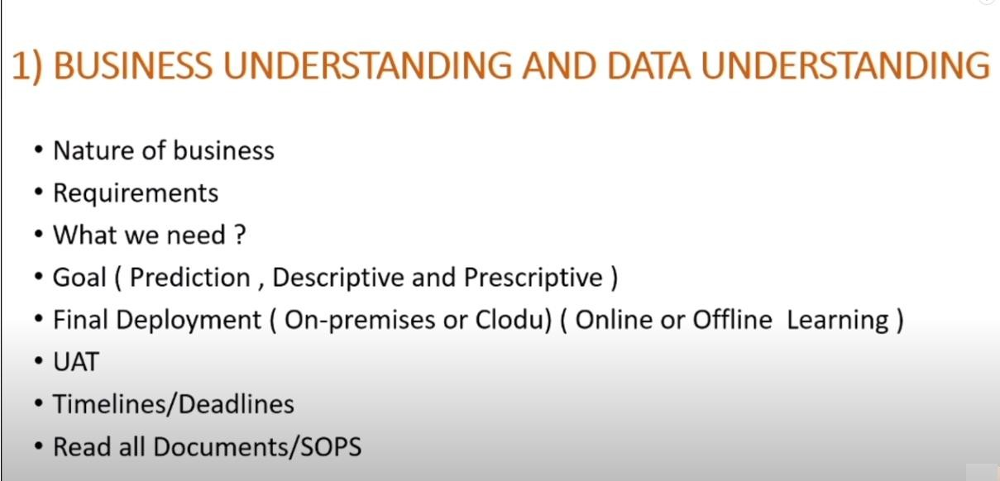 1) BUSINESS UNDERSTANDING AND DATA UNDERSTANDING
• Nature of business
• Requirements
• What we need ?
• Goal ( Prediction , Descriptive and Prescriptive )
• Final Deployment ( On-premises or Clodu) ( Online or Offline  Learning )
• UAT
• Timelines/Deadlines
• Read all Documents/SOPS